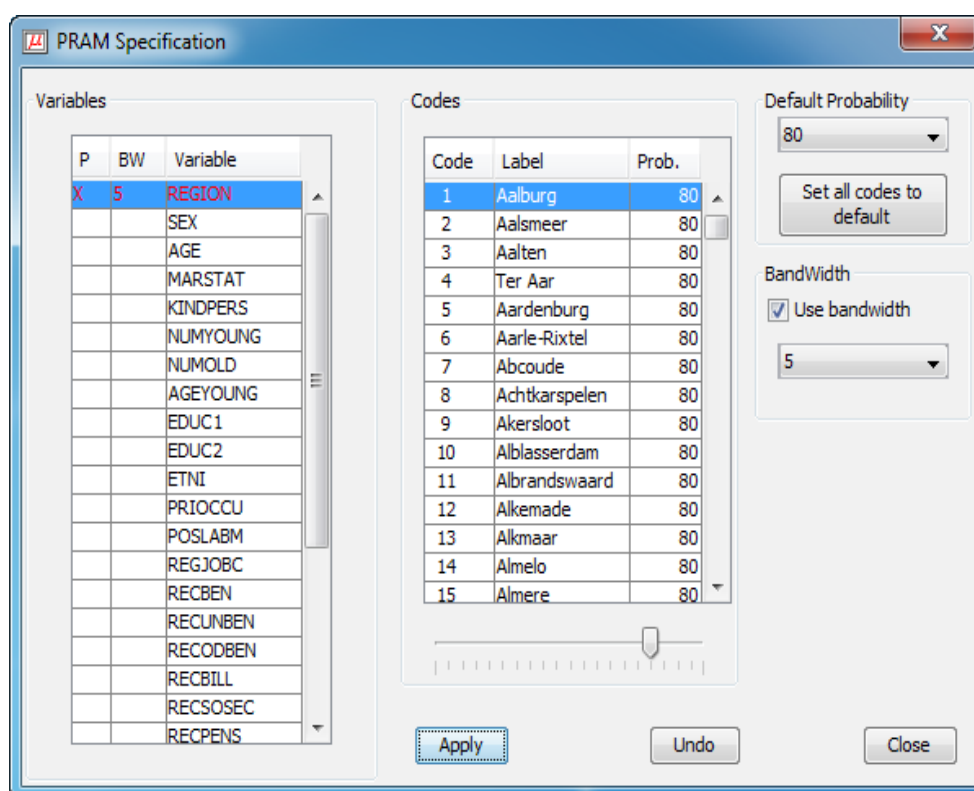 μ PRAM Specification
Variables
P BW Variable
X 5 REGION
SEX
AGE
MARSTAT
KINDPERS
NUMYOUNG
NUMOLD
AGEYOUNG
EDUC1
EDUC2
ETNI
PRIOCCU
POSLABM
REGJOBC
RECBEN
RECUNBEN
RECODBEN
RECBILL
RECSOSEC
RECPENS
Codes
Code Label Prob.
1 Aalburg 80
2 Aalsmeer 80
3 Aalten 80
4 Ter Aar 80
5 Aardenburg 80
6 Aarle-Rixtel 80
7 Abcoude 80
8 Achtkarspelen 80
9 Akersloot 80
10 Alblasserdam 80
11 Albrandswaard 80
12 Alkemade 80
13 Alkmaar 80
14 Almelo 80
15 Almere 80
Default Probability
80
Set all codes to
default
BandWidth
Use bandwidth
5
Apply Undo Close